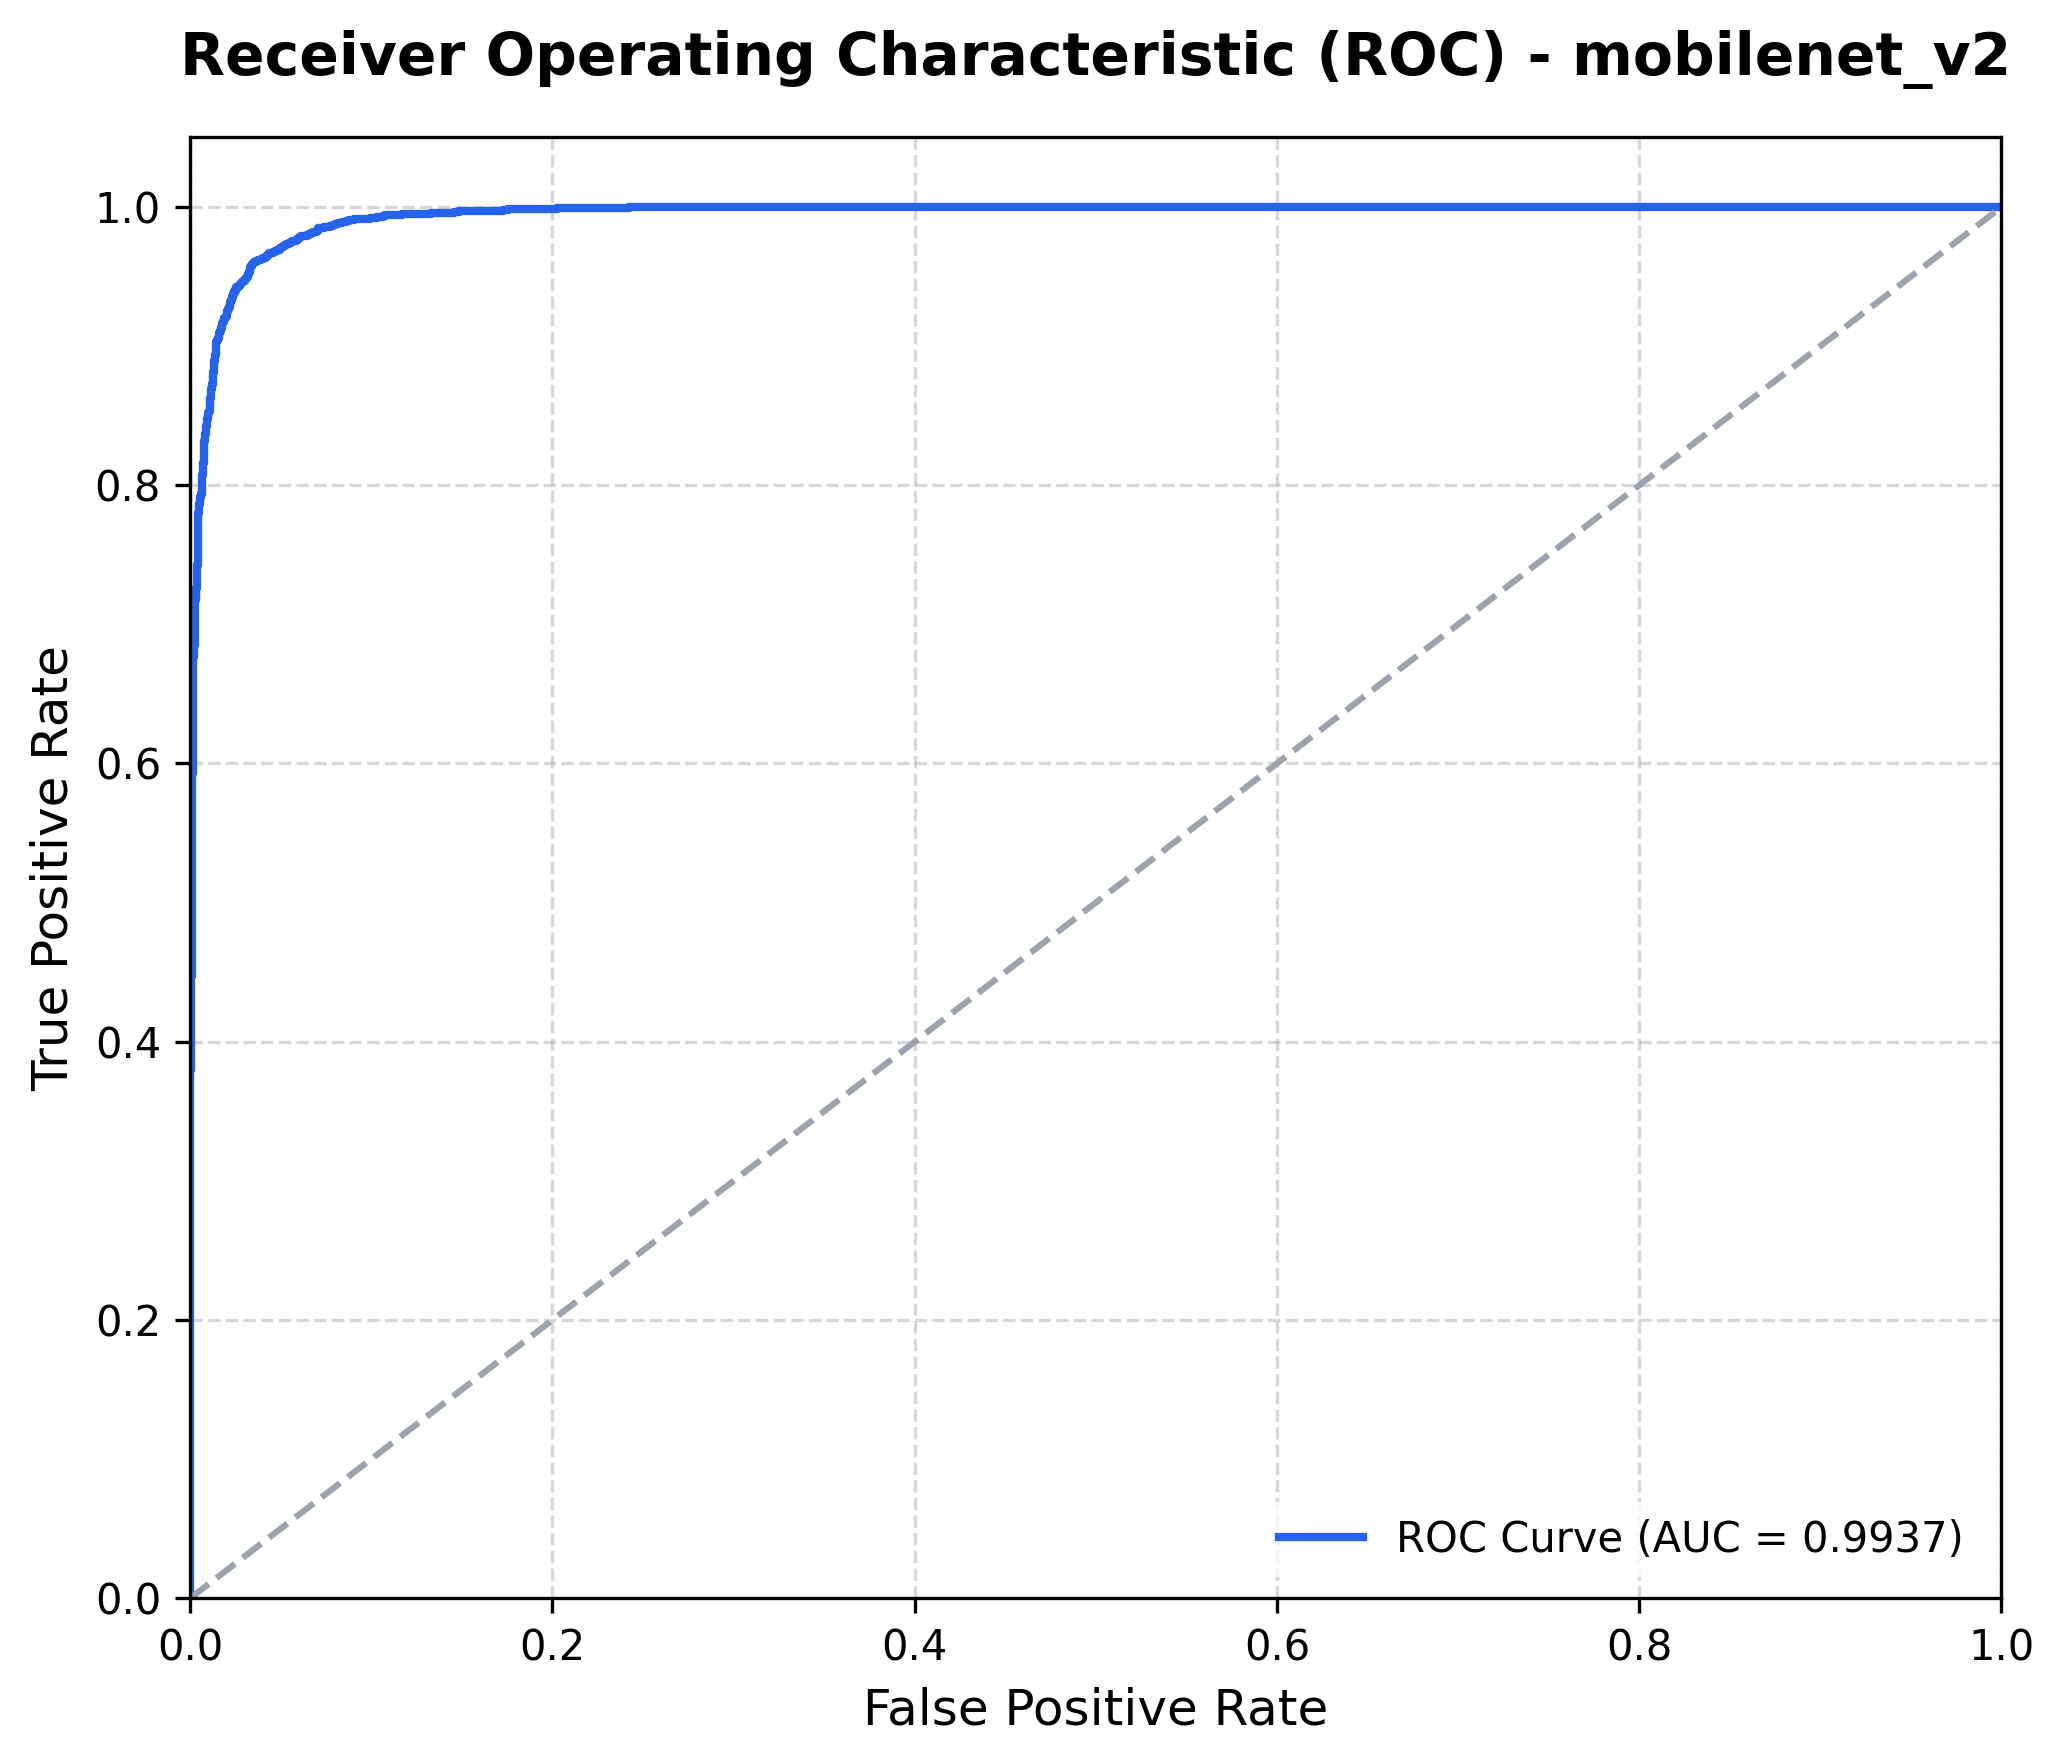 Receiver Operating Characteristic (ROC) - mobilenet_v2
1.0
0.8
0.6
0.4
0.2
0.0
True Positive Rate
ROC Curve (AUC = 0.9937)
0.0 0.2 0.4 0.6 0.8 1.0
False Positive Rate